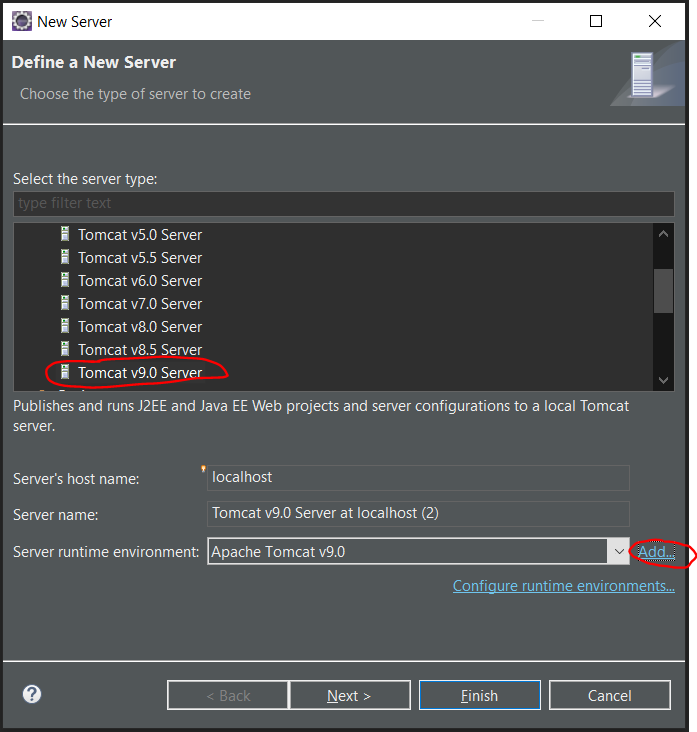 New Server
Define a New Server
Choose the type of server to create
Select the server type:
type filter text
Tomcat v5.0 Server
Tomcat v5.5 Server
Tomcat v6.0 Server
Tomcat v7.0 Server
Tomcat v8.0 Server
Tomcat v8.5 Server
Tomcat v9.0 Server
Publishes and runs J2EE and Java EE Web projects and server configurations to a local Tomcat
server.
Server's host name:
localhost
Server name:
Tomcat v9.0 Server at localhost (2)
Server runtime environment:
Apache Tomcat v9.0
Add...
Configure runtime environments...
?
< Back
Next >
Finish
Cancel